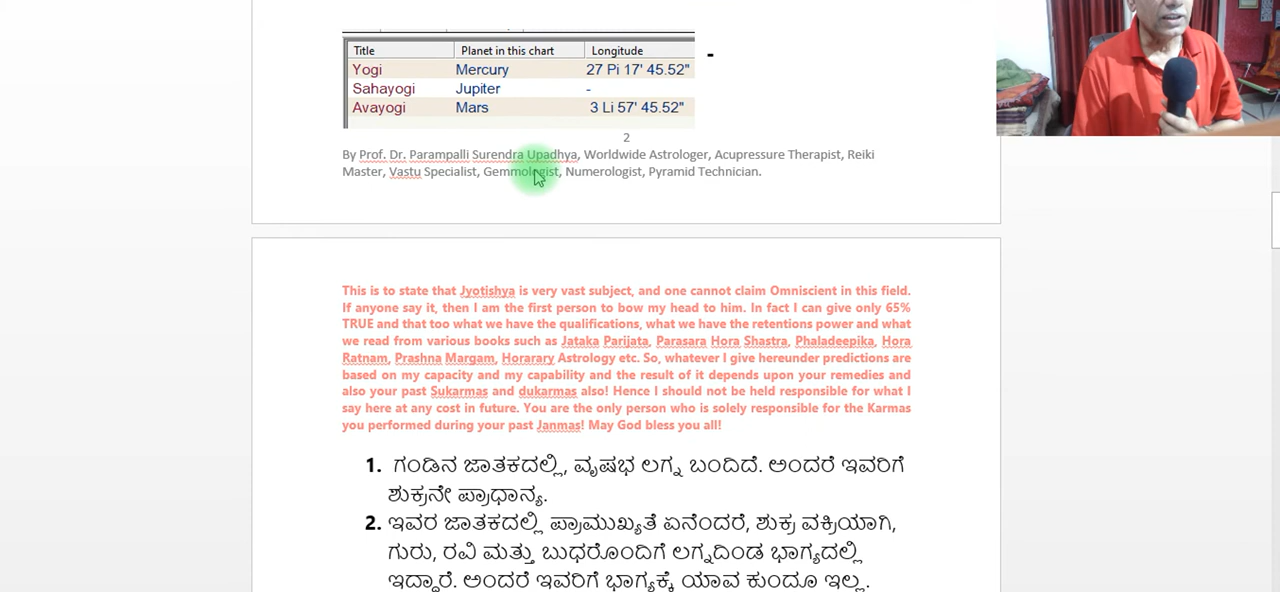 Title Planet in this chart Longitude
Yogi Mercury 27 Pi 17' 45.52"
Sahayogi Jupiter -
Avayogi Mars 3 Li 57' 45.52"
-
2
By Prof. Dr. Parampalli Surendra Upadhya, Worldwide Astrologer, Acupressure Therapist, Reiki
Master, Vastu Specialist, Gemmologist, Numerologist, Pyramid Technician.
This is to state that Jyotishya is very vast subject, and one cannot claim Omniscient in this field.
If anyone say it, then I am the first person to bow my head to him. In fact I can give only 65%
TRUE and that too what we have the qualifications, what we have the retentions power and what
we read from various books such as Jataka Parijata, Parasara Hora Shastra, Phaladeepika, Hora
Ratnam, Prashna Margam, Horarary Astrology etc. So, whatever I give hereunder predictions are
based on my capacity and my capability and the result of it depends upon your remedies and
also your past Sukarmas and dukarmas also! Hence I should not be held responsible for what I
say here at any cost in future. You are the only person who is solely responsible for the Karmas
you performed during your past Janmas! May God bless you all!
1. ಗಂಡಿನ ಜಾತಕದಲ್ಲಿ, ವೃಷಭ ಲಗ್ನ ಬಂದಿದೆ. ಅಂದರೆ ಇವರಿಗೆ
ಶುಕ್ರನೇ ಪ್ರಾಧಾನ್ಯ.
2. ಇವರ ಜಾತಕದಲ್ಲಿ ಪ್ರಾಮುಖ್ಯತೆ ಏನೆಂದರೆ, ಶುಕ್ರ ವಕ್ರಿಯಾಗಿ,
ಗುರು, ರವಿ ಮತ್ತು ಬುಧರೊಂದಿಗೆ ಲಗ್ನದಿಂಡ ಭಾಗ್ಯದಲ್ಲಿ
ಇದ್ದಾರೆ. ಅಂದರೆ ಇವರಿಗೆ ಭಾಗ್ಯಕ್ಕೆ ಯಾವ ಕುಂದೂ ಇಲ್ಲ.